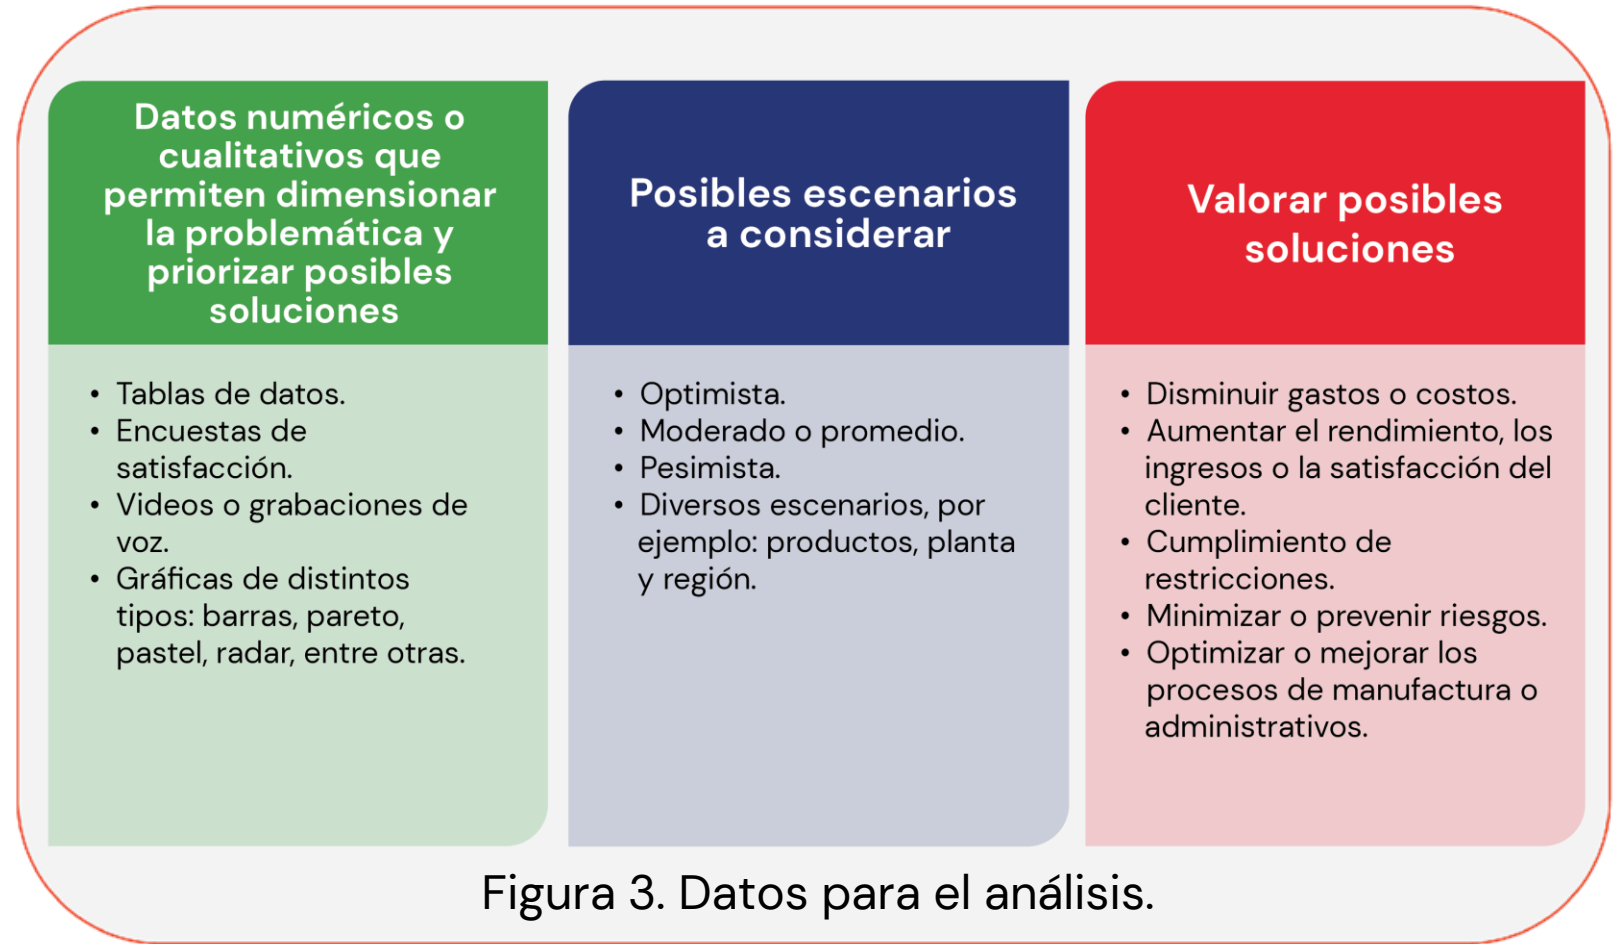 Datos numéricos o
cualitativos que
permiten dimensionar
la problemática y
priorizar posibles
soluciones
• Tablas de datos.
• Encuestas de
satisfacción.
• Videos o grabaciones de
voz.
• Gráficas de distintos
tipos: barras, pareto,
pastel, radar, entre otras.
Posibles escenarios
a considerar
• Optimista.
• Moderado o promedio.
• Pesimista.
• Diversos escenarios, por
ejemplo: productos, planta
y región.
Valorar posibles
soluciones
• Disminuir gastos o costos.
• Aumentar el rendimiento, los
ingresos o la satisfacción del
cliente.
• Cumplimiento de
restricciones.
• Minimizar o prevenir riesgos.
• Optimizar o mejorar los
procesos de manufactura o
administrativos.
Figura 3. Datos para el análisis.